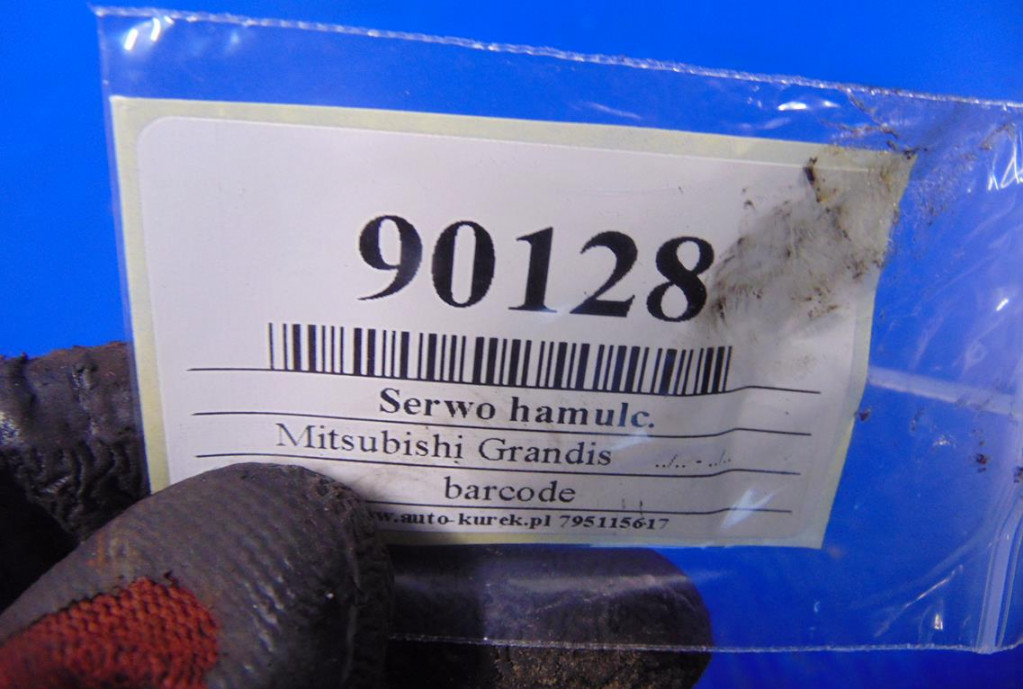 90128
Serwo hamulc.
Mitsubishi Grandis ../.. - ../..
barcode
.auto-kurek.pl 795115617